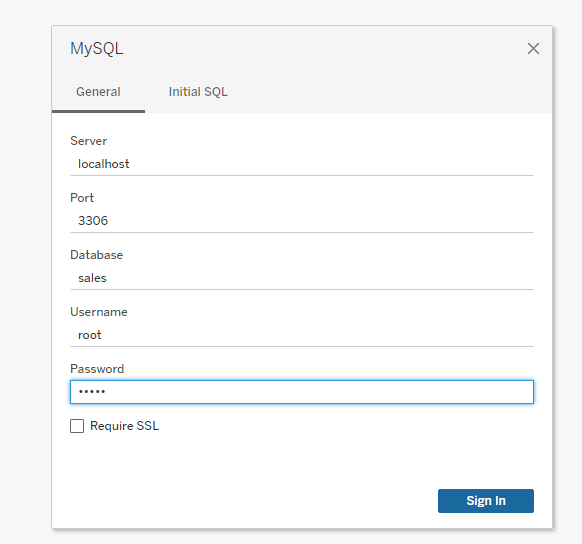 MySQL
General Initial SQL
Server
localhost
Port
3306
Database
sales
Username
root
Password
•••••
Require SSL
Sign In